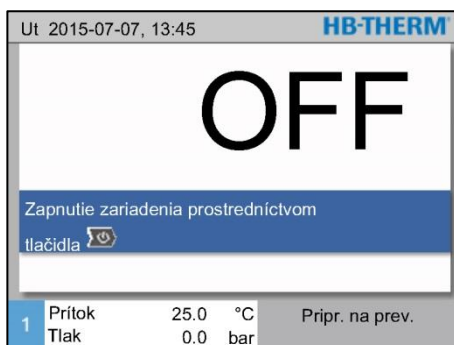 Ut 2015-07-07, 13:45 HB-THERM
OFF
Zapnutie zariadenia prostredníctvom
tlačidla
1 Prítok 25.0 °C Pripr. na prev.
Tlak 0.0 bar